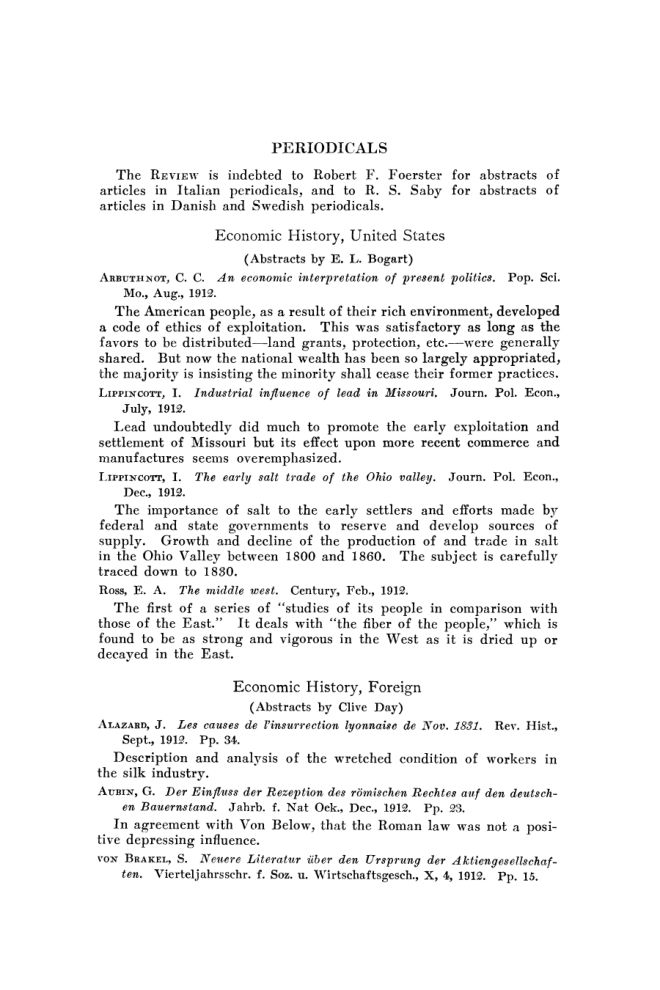 PERIODICALS
The REVIEW is indebted to Robert F. Foerster for abstracts of
articles in Italian periodicals, and to R. S. Saby for abstracts of
articles in Danish and Swedish periodicals.
Economic History, United States
(Abstracts by E. L. Bogart)
ARBUTHNOT, C. C. An economic interpretation of present politics. Pop. Sci.
Mo., Aug., 1912.
The American people, as a result of their rich environment, developed
a code of ethics of exploitation. This was satisfactory as long as the
favors to be distributed—land grants, protection, etc.—were generally
shared. But now the national wealth has been so largely appropriated,
the majority is insisting the minority shall cease their former practices.
LIPPINCOTT, I. Industrial influence of lead in Missouri. Journ. Pol. Econ.,
July, 1912.
Lead undoubtedly did much to promote the early exploitation and
settlement of Missouri but its effect upon more recent commerce and
manufactures seems overemphasized.
LIPPINCOTT, I. The early salt trade of the Ohio valley. Journ. Pol. Econ.,
Dec., 1912.
The importance of salt to the early settlers and efforts made by
federal and state governments to reserve and develop sources of
supply. Growth and decline of the production of and trade in salt
in the Ohio Valley between 1800 and 1860. The subject is carefully
traced down to 1830.
ROSS, E. A. The middle west. Century, Feb., 1912.
The first of a series of "studies of its people in comparison with
those of the East." It deals with "the fiber of the people," which is
found to be as strong and vigorous in the West as it is dried up or
decayed in the East.
Economic History, Foreign
(Abstracts by Clive Day)
ALAZARD, J. Les causes de l'insurrection lyonnaise de Nov. 1831. Rev. Hist.,
Sept., 1912. Pp. 34.
Description and analysis of the wretched condition of workers in
the silk industry.
AUBIN, G. Der Einfluss der Rezeption des römischen Rechtes auf den deutsch-
en Bauernstand. Jahrb. f. Nat Oek., Dec., 1912. Pp. 23.
In agreement with Von Below, that the Roman law was not a posi-
tive depressing influence.
VON BRAKEL, S. Neuere Literatur über den Ursprung der Aktiengesellschaf-
ten. Vierteljahrsschr. f. Soz. u. Wirtschaftsgesch., X, 4, 1912. Pp. 15.